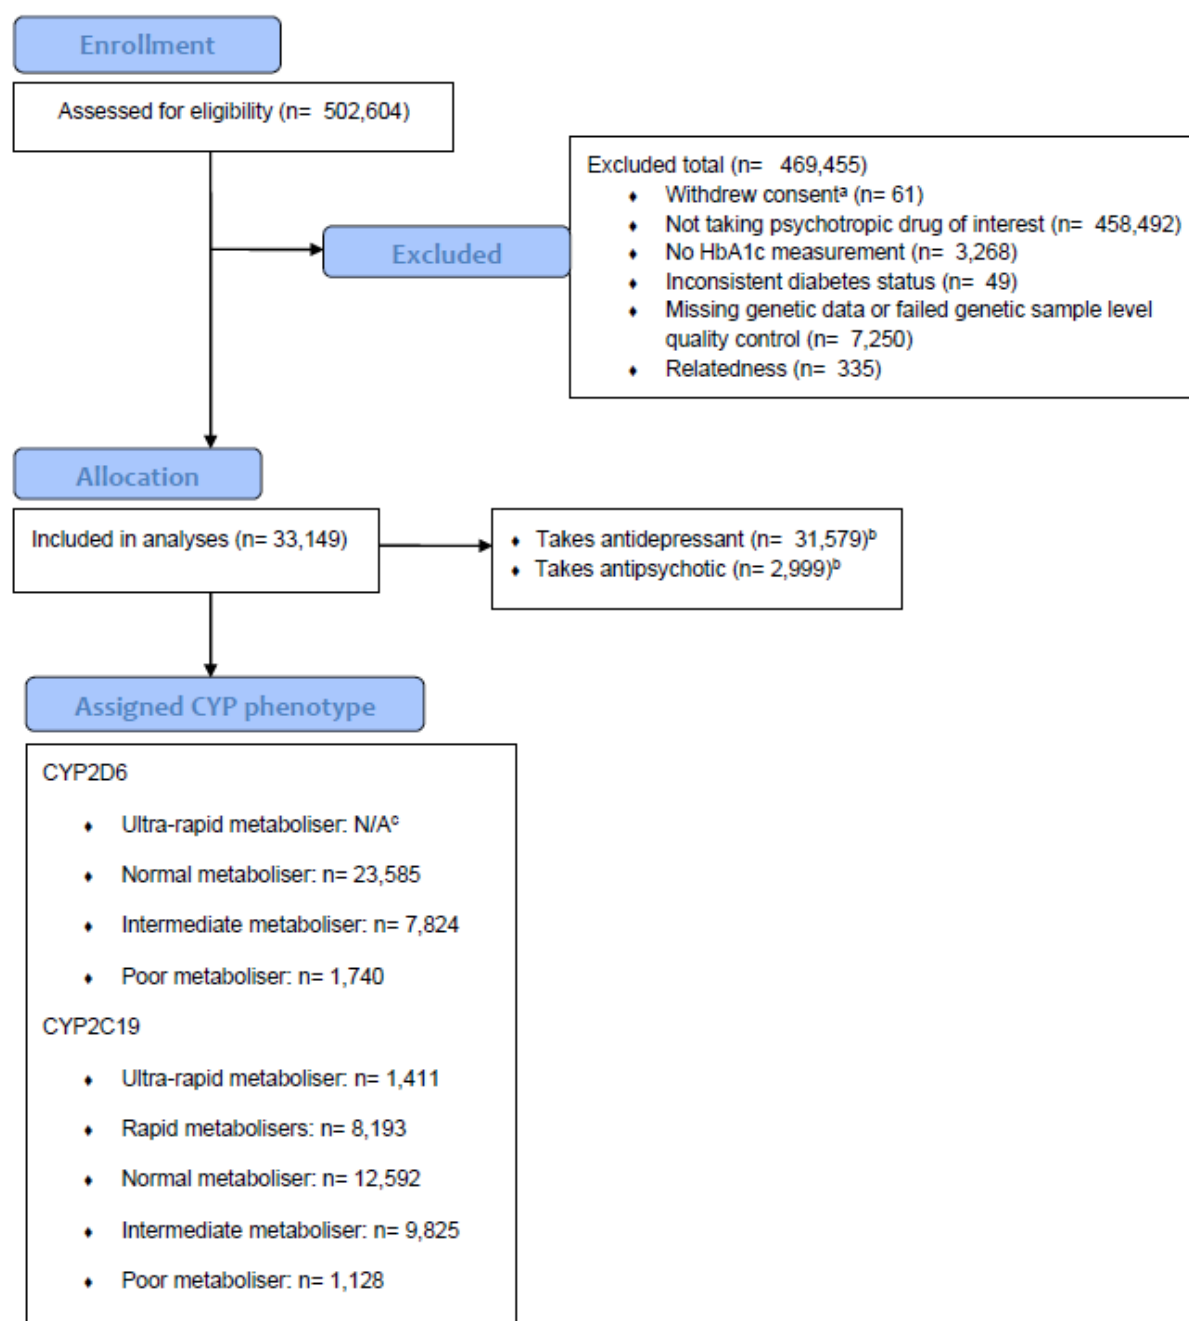 Enrollment
Assessed for eligibility (n= 502,604)
Excluded total (n= 469,455)
♦ Withdrew consentᵃ (n= 61)
♦ Not taking psychotropic drug of interest (n= 458,492)
♦ No HbA1c measurement (n= 3,268)
♦ Inconsistent diabetes status (n= 49)
♦ Missing genetic data or failed genetic sample level
quality control (n= 7,250)
♦ Relatedness (n= 335)
Excluded
Allocation
Included in analyses (n= 33,149)
♦ Takes antidepressant (n= 31,579)ᵇ
♦ Takes antipsychotic (n= 2,999)ᵇ
Assigned CYP phenotype
CYP2D6
♦ Ultra-rapid metaboliser: N/Aᶜ
♦ Normal metaboliser: n= 23,585
♦ Intermediate metaboliser: n= 7,824
♦ Poor metaboliser: n= 1,740
CYP2C19
♦ Ultra-rapid metaboliser: n= 1,411
♦ Rapid metabolisers: n= 8,193
♦ Normal metaboliser: n= 12,592
♦ Intermediate metaboliser: n= 9,825
♦ Poor metaboliser: n= 1,128